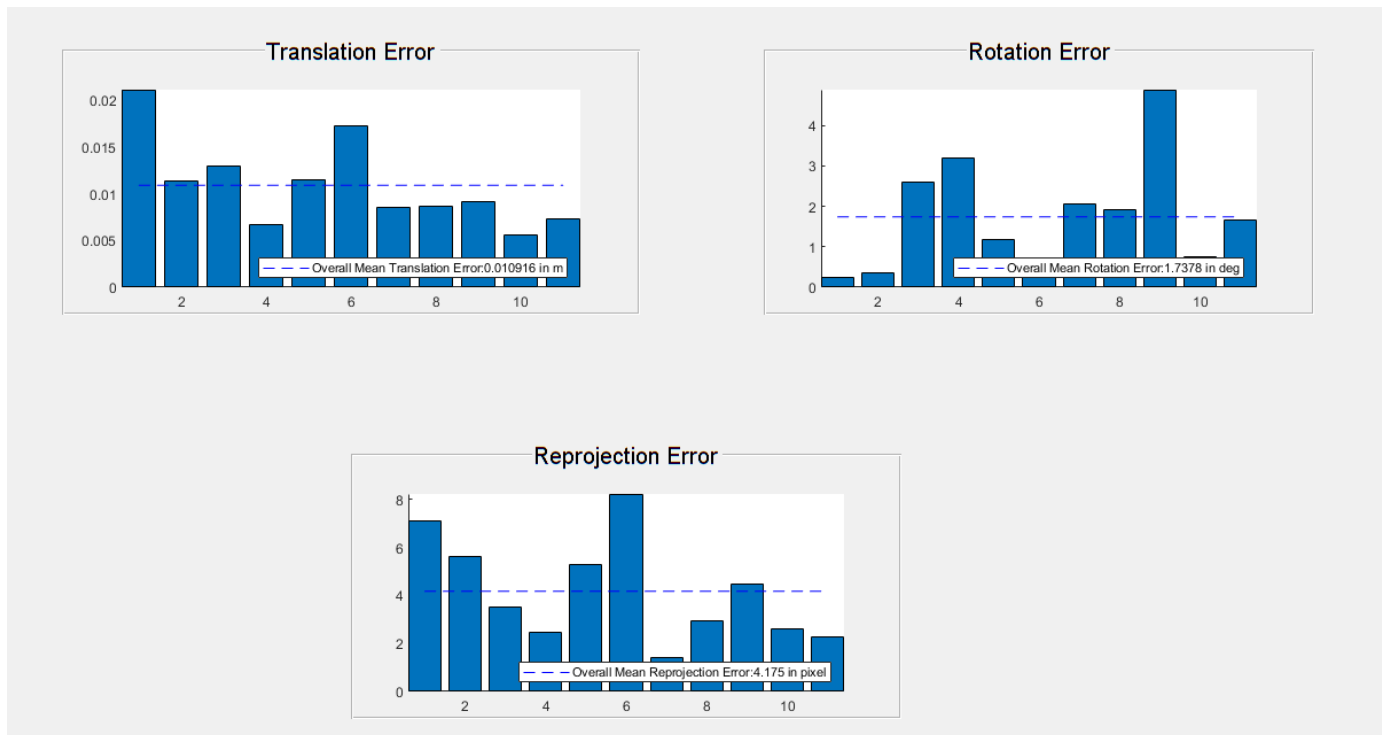 Translation Error
0.02
0.015
0.01
0.005
0
Overall Mean Translation Error:0.010916 in m
2 4 6 8 10
Rotation Error
4
3
2
1
0
Overall Mean Rotation Error:1.7378 in deg
2 4 6 8 10
Reprojection Error
8
6
4
2
0
Overall Mean Reprojection Error:4.175 in pixel
2 4 6 8 10